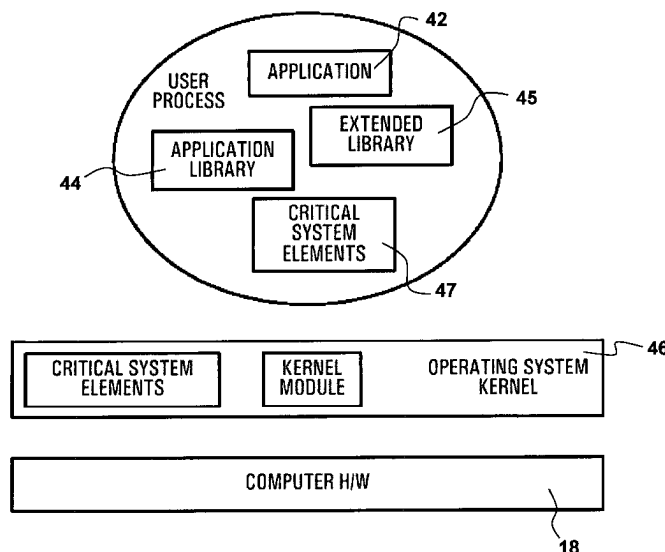 42
APPLICATION
USER
PROCESS
45
EXTENDED
LIBRARY
APPLICATION
LIBRARY
44
CRITICAL
SYSTEM
ELEMENTS
47
46
CRITICAL SYSTEM
ELEMENTS
KERNEL
MODULE
OPERATING SYSTEM
KERNEL
COMPUTER H/W
18